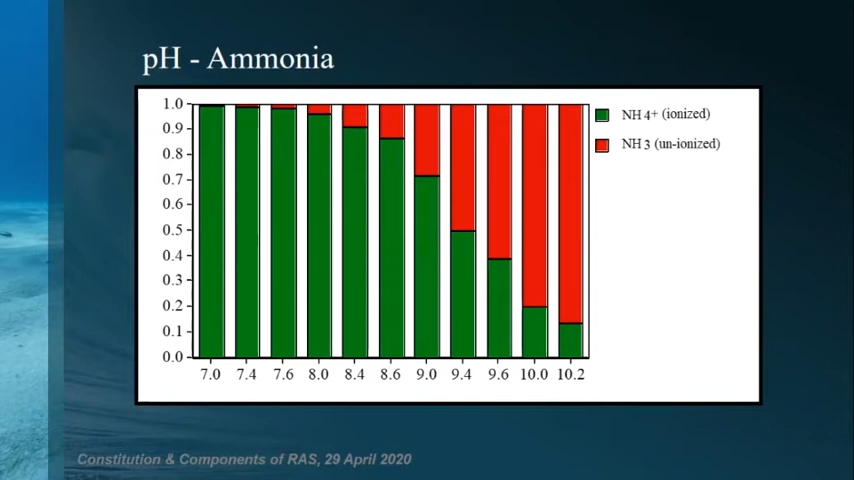 pH - Ammonia
1.0
0.9
0.8
0.7
0.6
0.5
0.4
0.3
0.2
0.1
0.0
7.0 7.4 7.6 8.0 8.4 8.6 9.0 9.4 9.6 10.0 10.2
NH 4+ (ionized)
NH 3 (un-ionized)
Constitution & Components of RAS, 29 April 2020